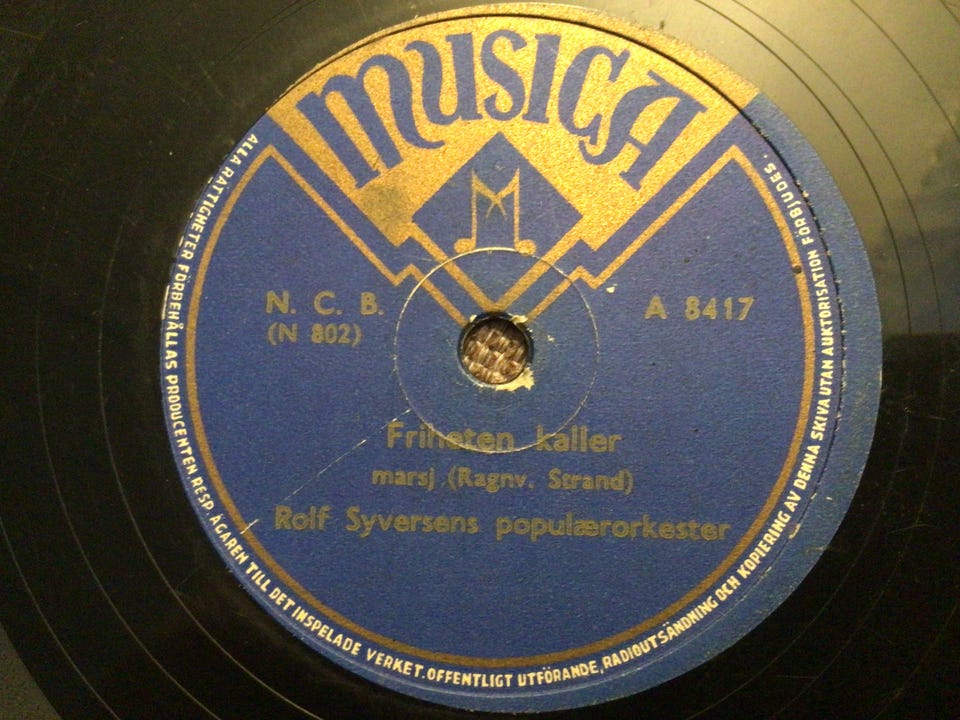 MUSICA
N. C. B.
(N 802)
A 8417
Friheten kaller
marsj (Ragnv. Strand)
Rolf Syversens populærorkester
ALLA RÄTTIGHETER FÖRBEHÅLLAS PRODUCENTEN RESP. ÄGAREN TILL DET INSPELADE VERKET. OFFENTLIGT UTFÖRANDE, RADIOUTSÄNDNING OCH KOPIERING AV DENNA SKIVA UTAN AUKTORISATION FÖRBJUDES.